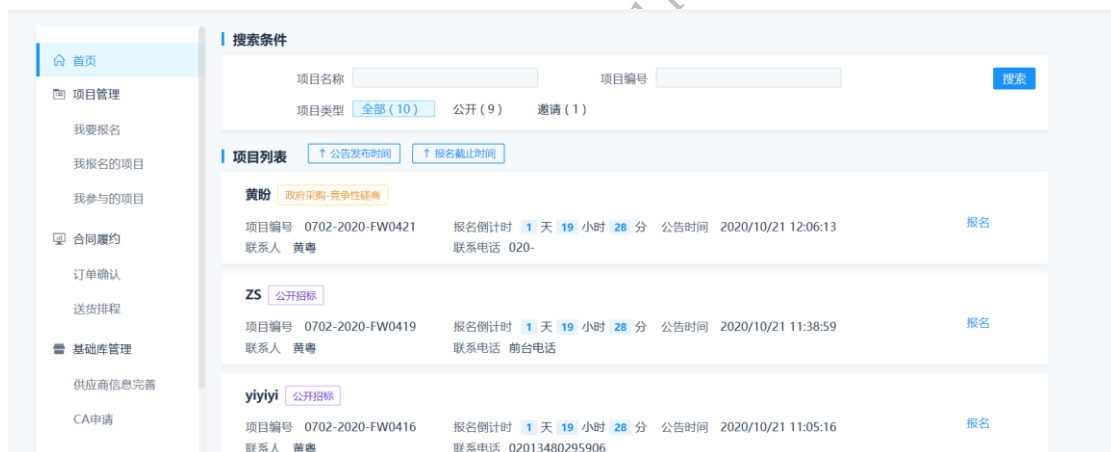 搜索条件
首页
项目名称
项目编号
搜索
项目管理
项目类型 全部 ( 10 ) 公开 ( 9 ) 邀请 ( 1 )
我要报名
项目列表 ↑ 公告发布时间 ↑ 报名截止时间
我报名的项目
黄盼 政府采购-竞争性磋商
我参与的项目
项目编号 0702-2020-FW0421 报名倒计时 1 天 19 小时 28 分 公告时间 2020/10/21 12:06:13 报名
合同履约
联系人 黄粤 联系电话 020-
订单确认
ZS 公开招标
送货排程
项目编号 0702-2020-FW0419 报名倒计时 1 天 19 小时 28 分 公告时间 2020/10/21 11:38:59 报名
基础库管理
联系人 黄粤 联系电话 前台电话
供应商信息完善
yiyiyi 公开招标
CA申请
项目编号 0702-2020-FW0416 报名倒计时 1 天 19 小时 28 分 公告时间 2020/10/21 11:05:16 报名
联系人 黄粤 联系电话 02013480295906